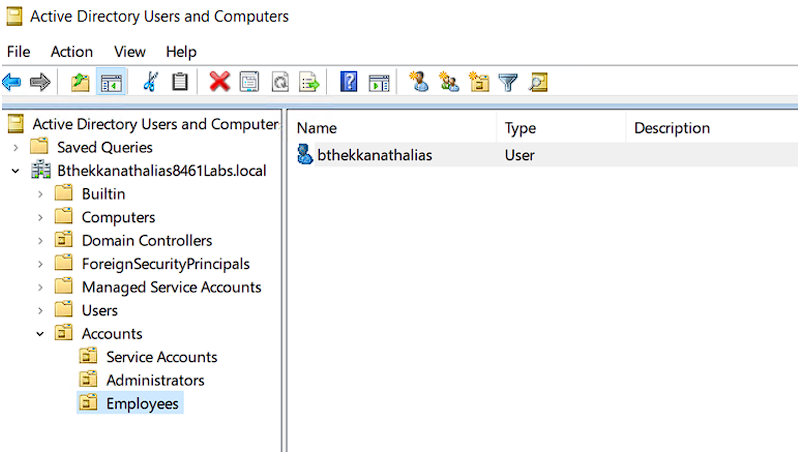 Active Directory Users and Computers
File Action View Help
Active Directory Users and Computer
Name Type Description
Saved Queries
bthekkanathalias User
Bthekkanathalias8461Labs.local
Builtin
Computers
Domain Controllers
ForeignSecurityPrincipals
Managed Service Accounts
Users
Accounts
Service Accounts
Administrators
Employees